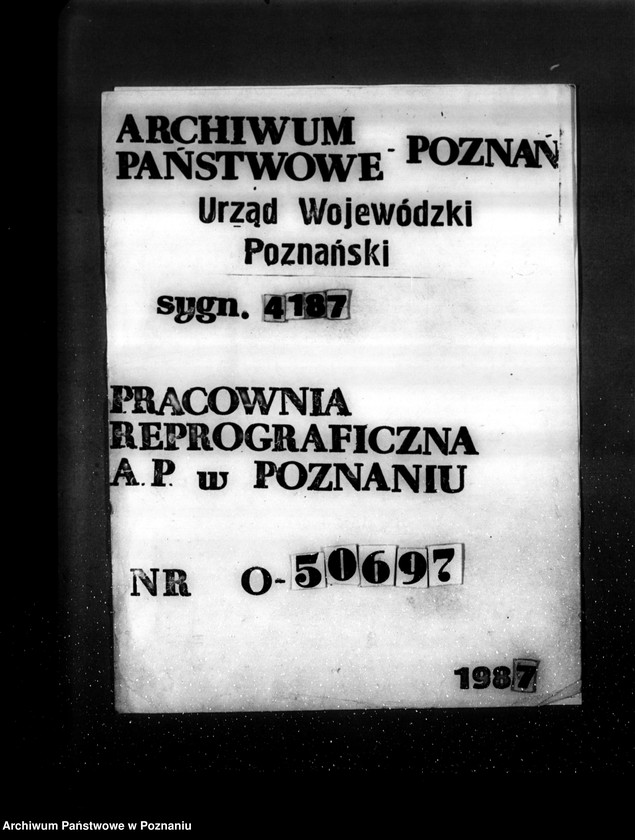 ARCHIWUM
PAŃSTWOWE - POZNAŃ
Urząd Wojewódzki
Poznański
sygn. 4187
PRACOWNIA
REPROGRAFICZNA
A.P. w POZNANIU
NR O-50697
1987
Archiwum Państwowe w Poznaniu